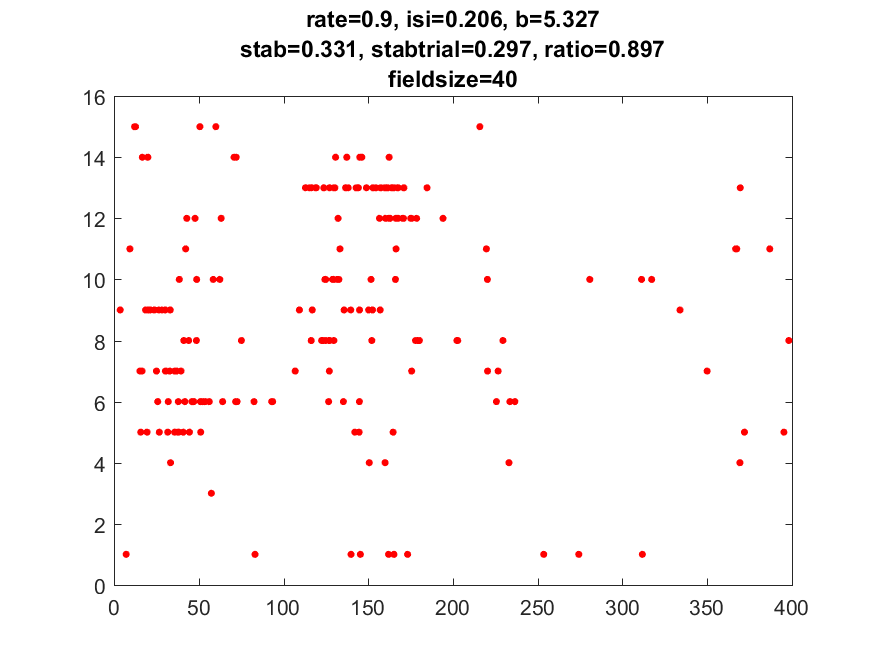 rate=0.9, isi=0.206, b=5.327
stab=0.331, stabtrial=0.297, ratio=0.897
fieldsize=40
16
14
12
10
8
6
4
2
0
0 50 100 150 200 250 300 350 400